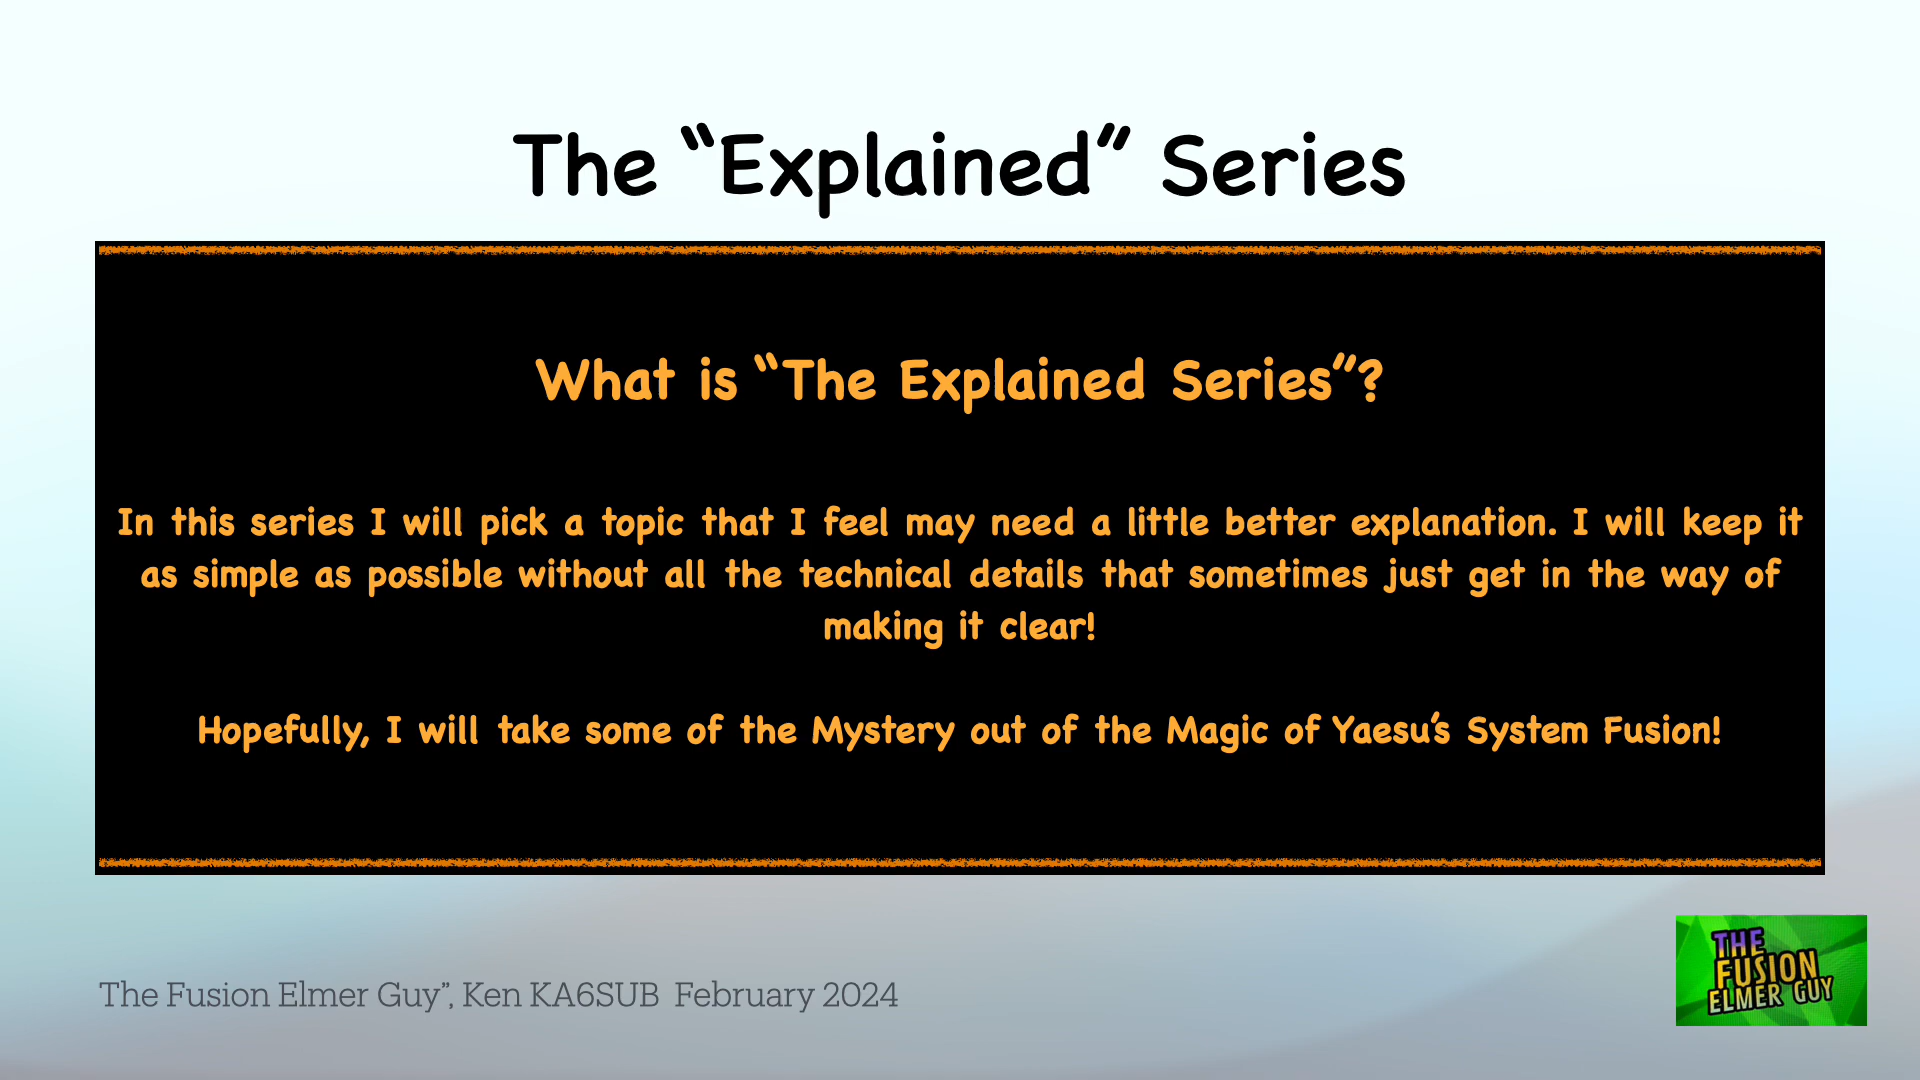 The “Explained” Series
What is “The Explained Series”?
In this series I will pick a topic that I feel may need a little better explanation. I will keep it
as simple as possible without all the technical details that sometimes just get in the way of
making it clear!
Hopefully, I will take some of the Mystery out of the Magic of Yaesu’s System Fusion!
The Fusion Elmer Guy”, Ken KA6SUB  February 2024
THE
FUSION
ELMER GUY